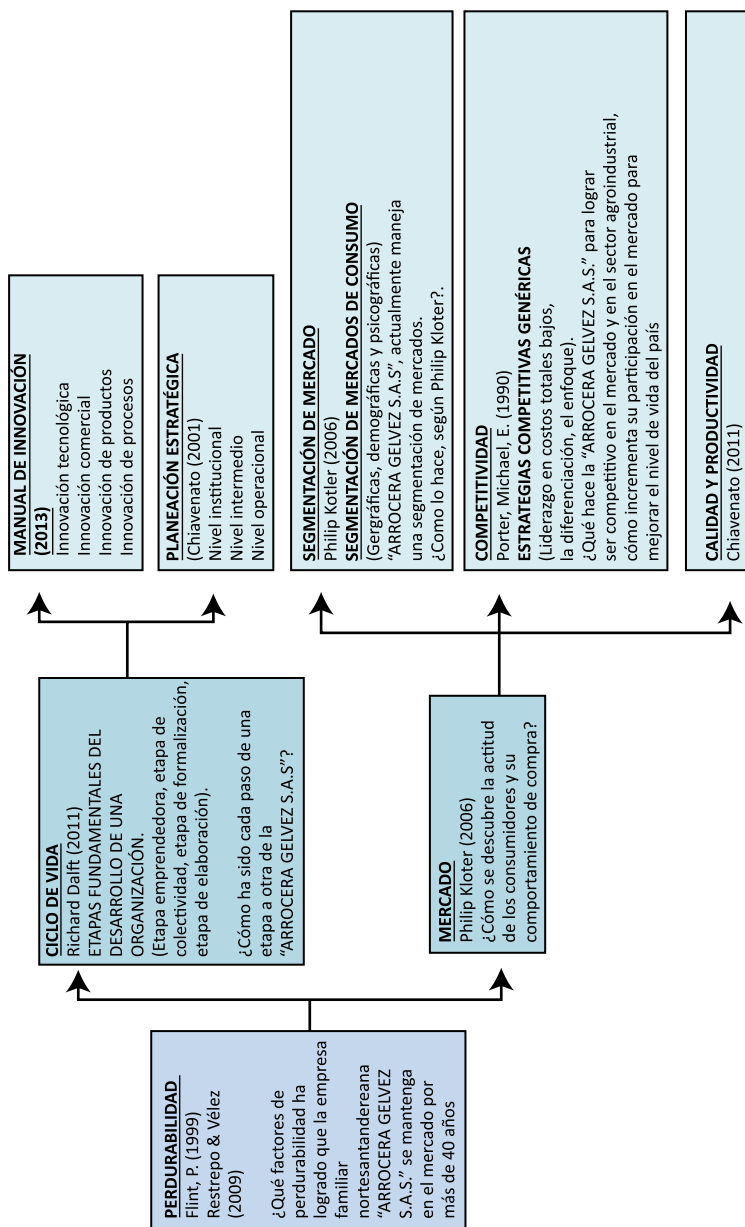 PERDURABILIDAD
Flint, P. (1999)
Restrepo & Vélez
(2009)
¿Qué factores de
perdurabilidad ha
logrado que la empresa
familiar
nortesantandereana
“ARROCERA GELVEZ
S.A.S.” se mantenga
en el mercado por
más de 40 años
CICLO DE VIDA
Richard Dalft (2011)
ETAPAS FUNDAMENTALES DEL
DESARROLLO DE UNA
ORGANIZACIÓN.
(Etapa emprendedora, etapa de
colectividad, etapa de formalización,
etapa de elaboración).
¿Cómo ha sido cada paso de una
etapa a otra de la
“ARROCERA GELVEZ S.A.S”?
MERCADO
Philip Kloter (2006)
¿Cómo se descubre la actitud
de los consumidores y su
comportamiento de compra?
MANUAL DE INNOVACIÓN
(2013)
Innovación tecnológica
Innovación comercial
Innovación de productos
Innovación de procesos
PLANEACIÓN ESTRATÉGICA
(Chiavenato (2001)
Nivel institucional
Nivel intermedio
Nivel operacional
SEGMENTACIÓN DE MERCADO
Philip Kotler (2006)
SEGMENTACIÓN DE MERCADOS DE CONSUMO
(Gergráficas, demográficas y psicográficas)
“ARROCERA GELVEZ S.A.S”, actualmente maneja
una segmentación de mercados.
¿Como lo hace, según Philip Kloter?.
COMPETITIVIDAD
Porter, Michael, E. (1990)
ESTRATEGIAS COMPETITIVAS GENÉRICAS
(Liderazgo en costos totales bajos,
la diferenciación, el enfoque).
¿Qué hace la “ARROCERA GELVEZ S.A.S.” para lograr
ser competitivo en el mercado y en el sector agroindustrial,
cómo incrementa su participación en el mercado para
mejorar el nivel de vida del país
CALIDAD Y PRODUCTIVIDAD
Chiavenato (2011)